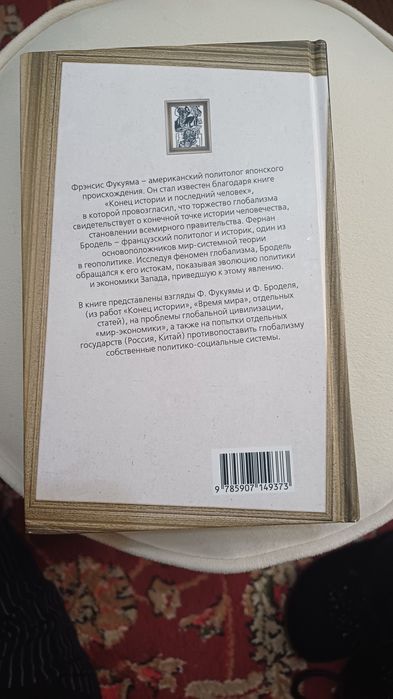 Фрэнсис Фукуяма – американский политолог японского
происхождения. Он стал известен благодаря книге
«Конец истории и последний человек»,
в которой провозгласил, что торжество глобализма
свидетельствует о конечной точке истории человечества,
становлении всемирного правительства. Фернан
Бродель – французский политолог и историк, один из
основоположников мир-системной теории
в геополитике. Исследуя феномен глобализма, Бродель
обращался к его истокам, показывая эволюцию политики
и экономики Запада, приведшую к этому явлению.
В книге представлены взгляды Ф. Фукуямы и Ф. Броделя,
(из работ «Конец истории», «Время мира», отдельных
статей), на проблемы глобальной цивилизации,
«мир-экономики», а также на попытки отдельных
государств (Россия, Китай) противопоставить глобализму
собственные политико-социальные системы.
9 785907 149373